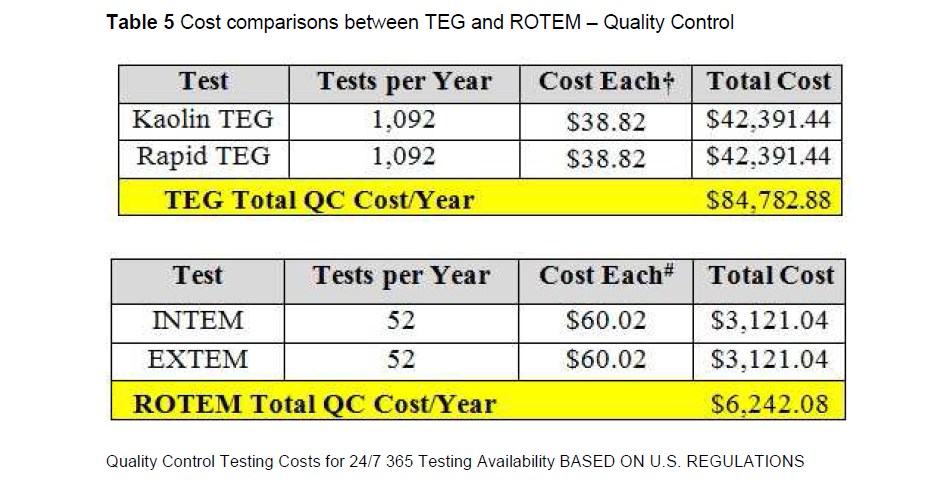 Table 5 Cost comparisons between TEG and ROTEM – Quality Control
Test Tests per Year Cost Each† Total Cost
Kaolin TEG 1,092 $38.82 $42,391.44
Rapid TEG 1,092 $38.82 $42,391.44
TEG Total QC Cost/Year $84,782.88
Test Tests per Year Cost Each# Total Cost
INTEM 52 $60.02 $3,121.04
EXTEM 52 $60.02 $3,121.04
ROTEM Total QC Cost/Year $6,242.08
Quality Control Testing Costs for 24/7 365 Testing Availability BASED ON U.S. REGULATIONS